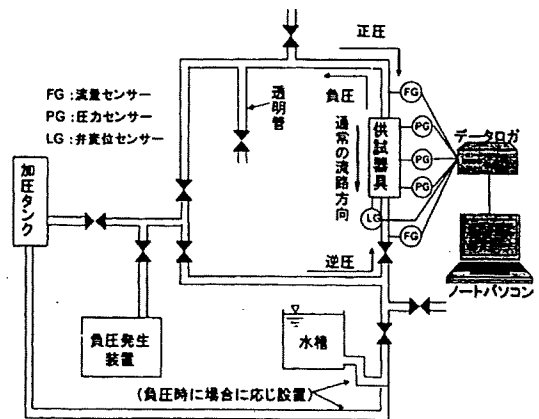 正圧
FG:流量センサー
PG:圧力センサー
LG:弁変位センサー
透明管
負圧
通常の流路方向
供試器具
FG
PG
PG
PG
LG
FG
データロガ
ノートパソコン
加圧タンク
逆圧
負圧発生
装置
水槽
(負圧時に場合に応じ設置)